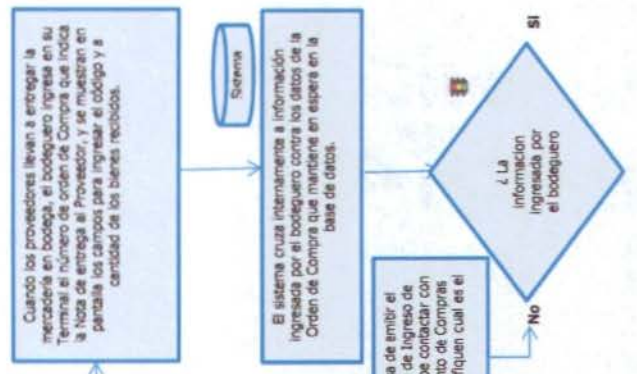 Cuando los proveedores llevan a entregar la
mercadería en bodega, el bodeguero ingresa en su
Terminal el número de orden de Compra que indica
la Nota de entrega al Proveedor, y se muestran en
pantalla los campos para ingresar el código y a
cantidad de los bienes recibidos.
Sistema
El sistema cruza internamente a información
ingresada por el bodeguero contra los datos de la
Orden de Compra que mantiene en espera en la
base de datos.
¿ La
informacion
ingresada por
el bodeguero
SI
No
a de emitir el
de Ingreso de
be contactar con
nto de Compras
ifiquen cual es el